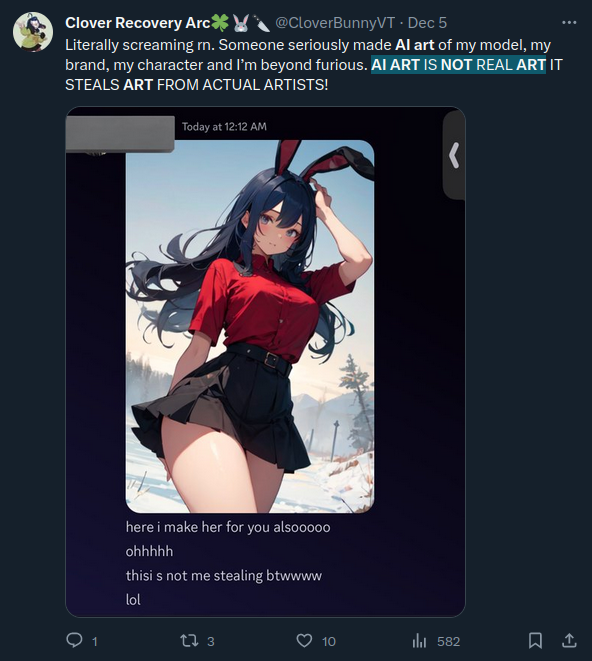 Clover Recovery Arc🍀🐰🔪 @CloverBunnyVT · Dec 5
Literally screaming rn. Someone seriously made AI art of my model, my
brand, my character and I'm beyond furious. AI ART IS NOT REAL ART IT
STEALS ART FROM ACTUAL ARTISTS!
Today at 12:12 AM
here i make her for you alsooooo
ohhhhh
thisi s not me stealing btwwww
lol
1 3 10 582